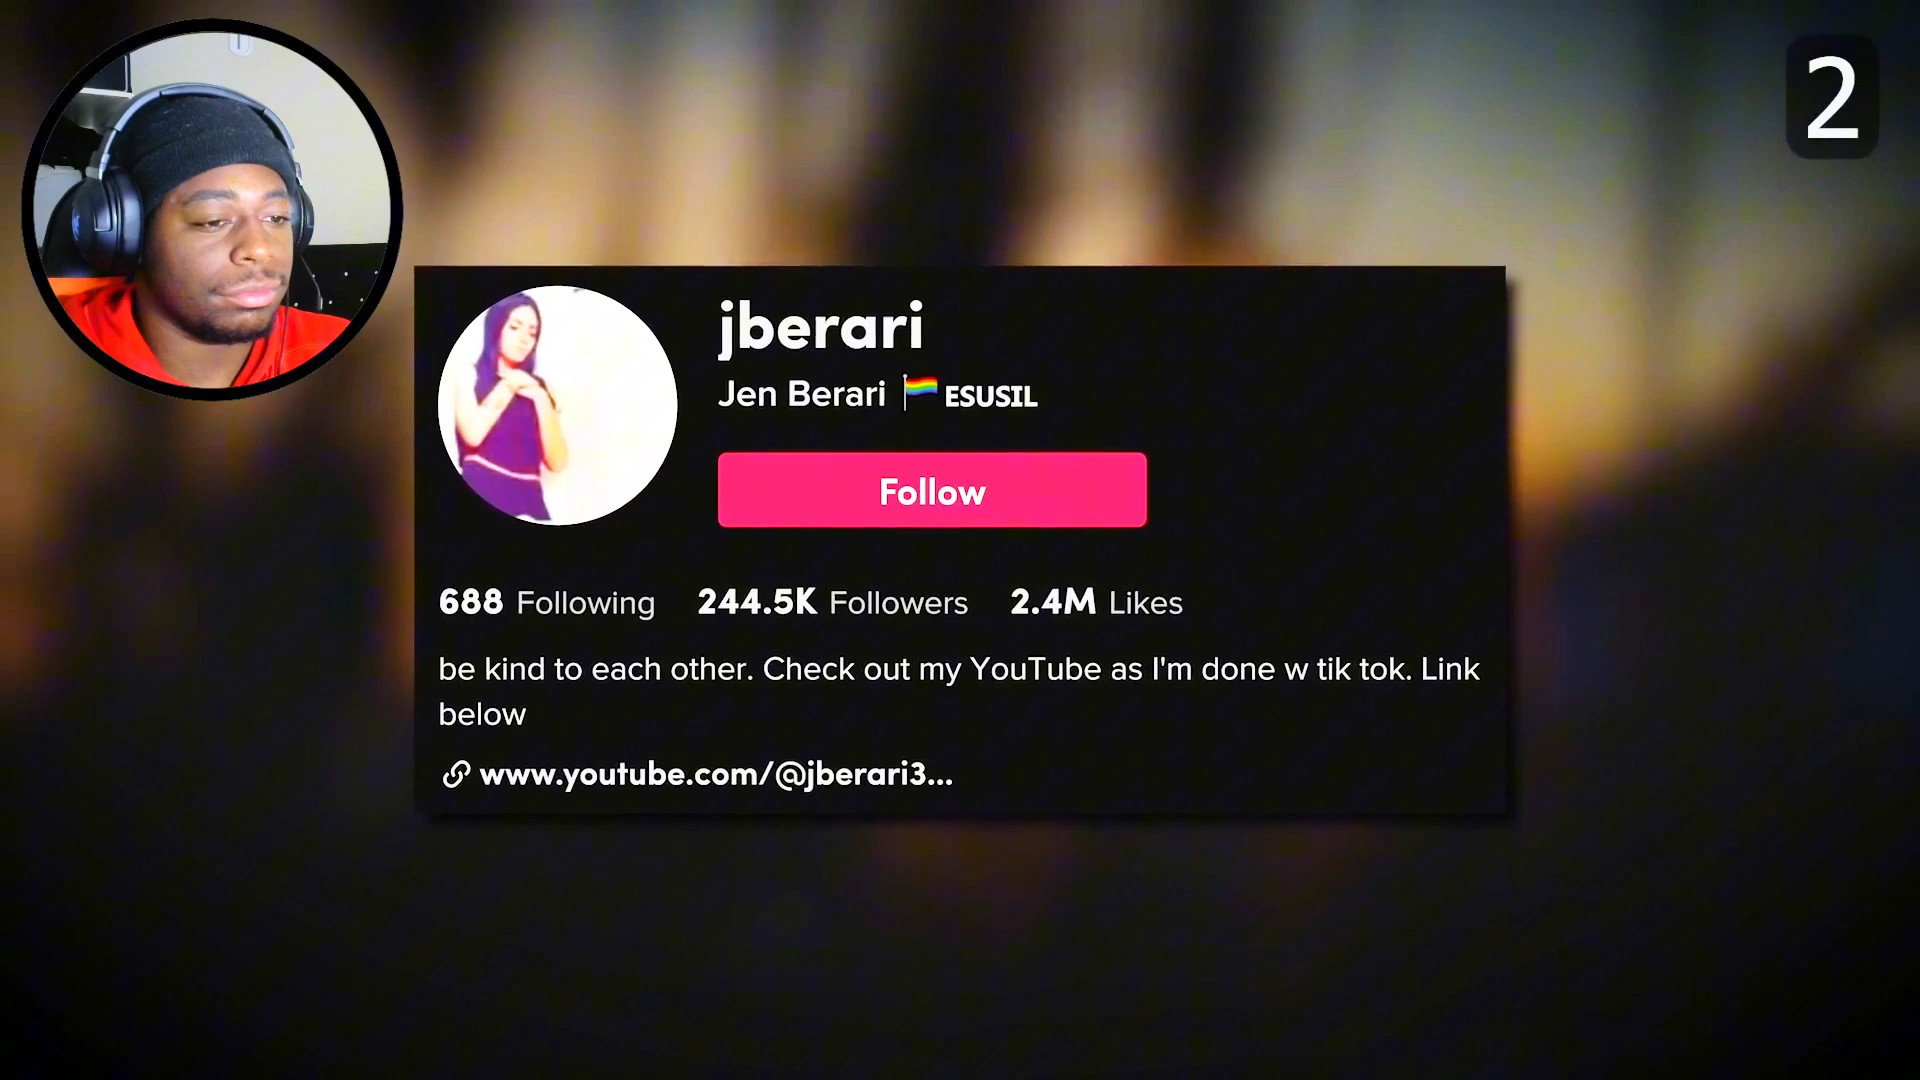 2
jberari
Jen Berari 🏳️‍🌈 ESUSIL
Follow
688 Following 244.5K Followers 2.4M Likes
be kind to each other. Check out my YouTube as I'm done w tik tok. Link
below
www.youtube.com/@jberari3...